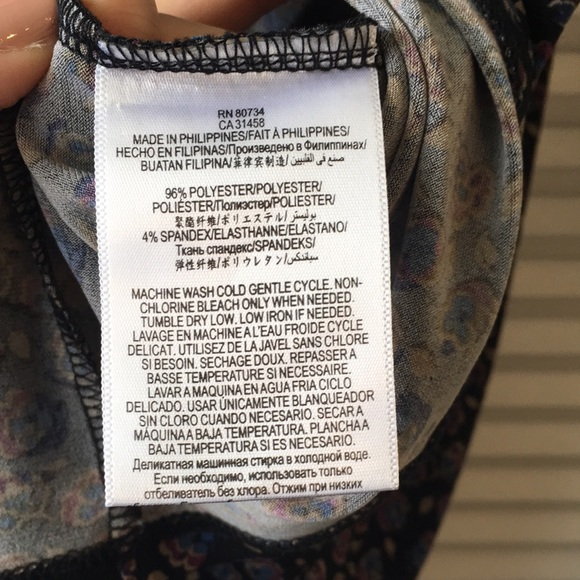 RN 80734
CA 31458
MADE IN PHILIPPINES/FAIT À PHILIPPINES/
HECHO EN FILIPINAS/Произведено в Филиппинах/
BUATAN FILIPINA/菲律宾制造/صنع في الفلبين
96% POLYESTER/POLYESTER/
POLIÉSTER/Полиэстер/POLIESTER/
聚酯纤维/ポリエステル/بوليستر
4% SPANDEX/ELASTHANNE/ELASTANO/
Ткань спандекс/SPANDEKS/
弹性纤维/ポリウレタン/سباندكس
MACHINE WASH COLD GENTLE CYCLE. NON-
CHLORINE BLEACH ONLY WHEN NEEDED.
TUMBLE DRY LOW. LOW IRON IF NEEDED.
LAVAGE EN MACHINE A L'EAU FROIDE CYCLE
DELICAT. UTILISEZ DE LA JAVEL SANS CHLORE
SI BESOIN. SECHAGE DOUX. REPASSER A
BASSE TEMPERATURE SI NECESSAIRE.
LAVAR A MAQUINA EN AGUA FRIA CICLO
DELICADO. USAR ÚNICAMENTE BLANQUEADOR
SIN CLORO CUANDO NECESARIO. SECAR A
MÁQUINA A BAJA TEMPERATURA. PLANCHA A
BAJA TEMPERATURA SI ES NECESARIO.
Деликатная машинная стирка в холодной воде.
Если необходимо, использовать только
отбеливатель без хлора. Отжим при низких